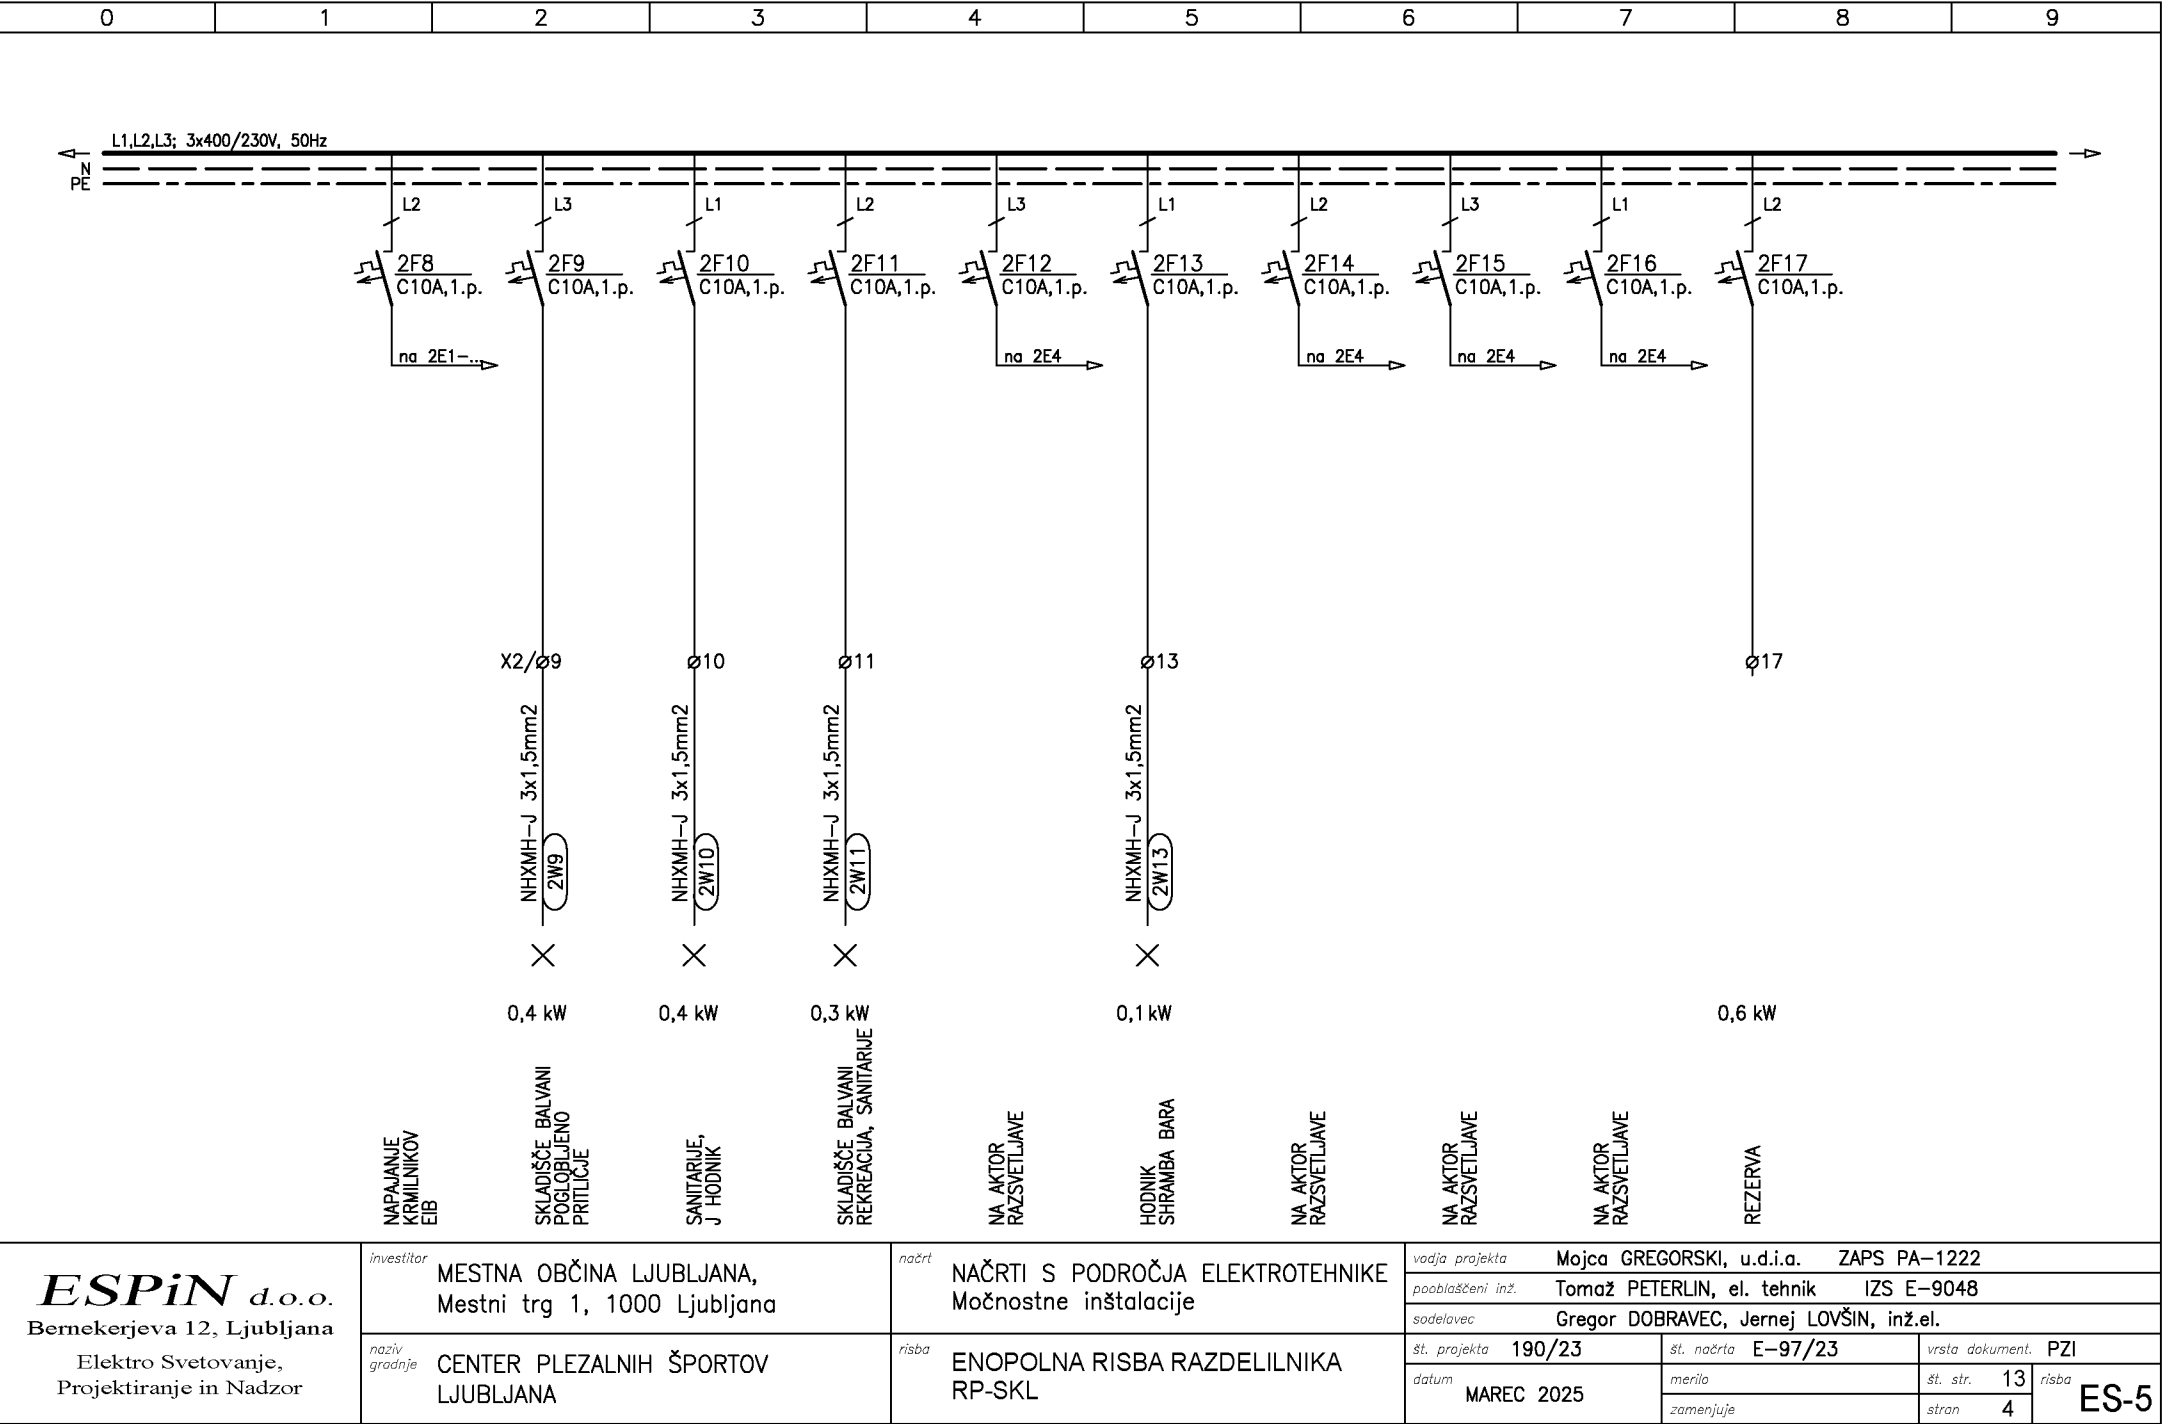 0 1 2 3 4 5 6 7 8 9
L1,L2,L3; 3x400/230V, 50Hz
N
PE
L2 L3 L1 L2 L3 L1 L2 L3 L1 L2
2F8 2F9 2F10 2F11 2F12 2F13 2F14 2F15 2F16 2F17
C10A,1.p. C10A,1.p. C10A,1.p. C10A,1.p. C10A,1.p. C10A,1.p. C10A,1.p. C10A,1.p. C10A,1.p. C10A,1.p.
na 2E1-... na 2E4 na 2E4 na 2E4 na 2E4
X2/⌀9 ⌀10 ⌀11 ⌀13 ⌀17
NHXMH-J 3x1,5mm2
2W9
NHXMH-J 3x1,5mm2
2W10
NHXMH-J 3x1,5mm2
2W11
NHXMH-J 3x1,5mm2
2W13
0,4 kW 0,4 kW 0,3 kW 0,1 kW 0,6 kW
NAPAJANJE
KRMILNIKOV
EIB
SKLADIŠČE BALVANI
POGLOBLJENO
PRITLIČJE
SANITARIJE,
J HODNIK
SKLADIŠČE BALVANI
REKREACIJA, SANITARIJE
NA AKTOR
RAZSVETLJAVE
HODNIK
SHRAMBA BARA
NA AKTOR
RAZSVETLJAVE
NA AKTOR
RAZSVETLJAVE
NA AKTOR
RAZSVETLJAVE
REZERVA
ESPiN d.o.o.
Bernekerjeva 12, Ljubljana
Elektro Svetovanje,
Projektiranje in Nadzor
investitor
MESTNA OBČINA LJUBLJANA,
Mestni trg 1, 1000 Ljubljana
naziv
gradnje
CENTER PLEZALNIH ŠPORTOV
LJUBLJANA
načrt
NAČRTI S PODROČJA ELEKTROTEHNIKE
Močnostne inštalacije
risba
ENOPOLNA RISBA RAZDELILNIKA
RP-SKL
vodja projekta Mojca GREGORSKI, u.d.i.a. ZAPS PA-1222
pooblaščeni inž. Tomaž PETERLIN, el. tehnik IZS E-9048
sodelavec Gregor DOBRAVEC, Jernej LOVŠIN, inž.el.
št. projekta 190/23 št. načrta E-97/23 vrsta dokument. PZI
datum MAREC 2025
merilo
zamenjuje
št. str. 13
stran 4
risba ES-5